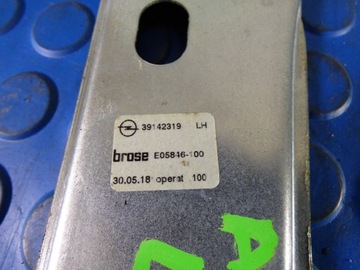 39142319 LH
brose E05846-100
30.05.18 operat .100
A
L